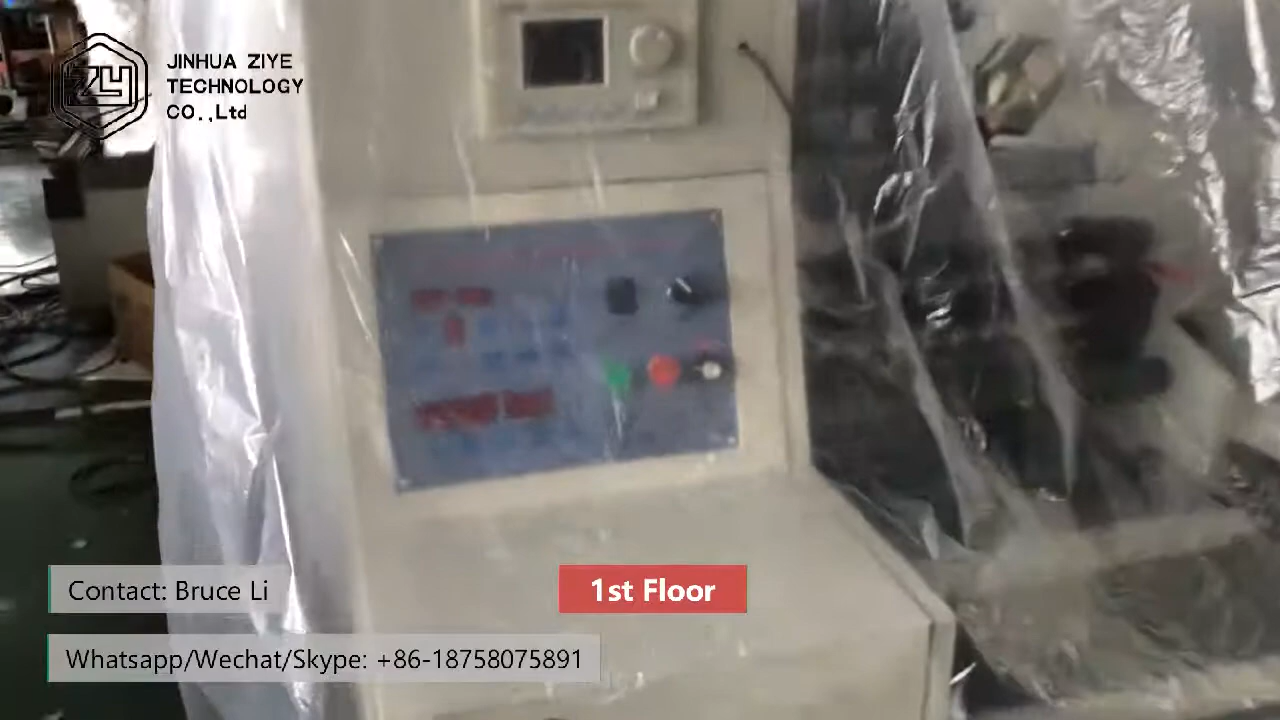 ZY
JINHUA ZIYE
TECHNOLOGY
CO.,Ltd
Contact: Bruce Li
1st Floor
Whatsapp/Wechat/Skype: +86-18758075891